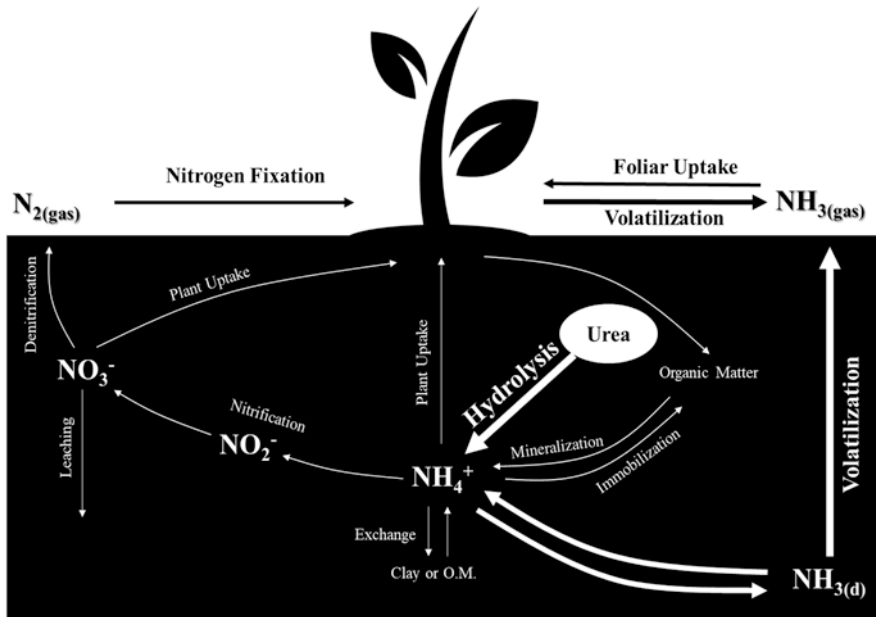 Nitrogen Fixation
Foliar Uptake
N₂(gas)
Volatilization
NH₃(gas)
Denitrification
Plant Uptake
Plant Uptake
Urea
Hydrolysis
Organic Matter
NO₃⁻
Leaching
Nitrification
NO₂⁻
Mineralization
Immobilization
NH₄⁺
Volatilization
Exchange
Clay or O.M.
NH₃(d)